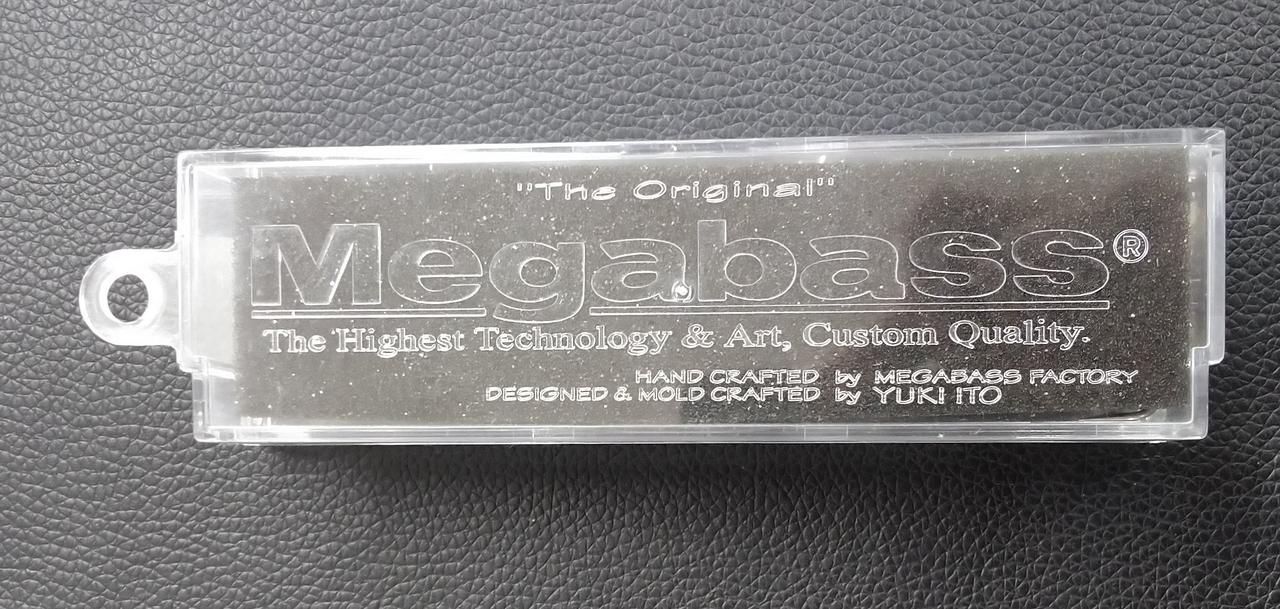 "The Original"
Megabass®
The Highest Technology & Art, Custom Quality.
HAND CRAFTED by MEGABASS FACTORY
DESIGNED & MOLD CRAFTED by YUKI ITO